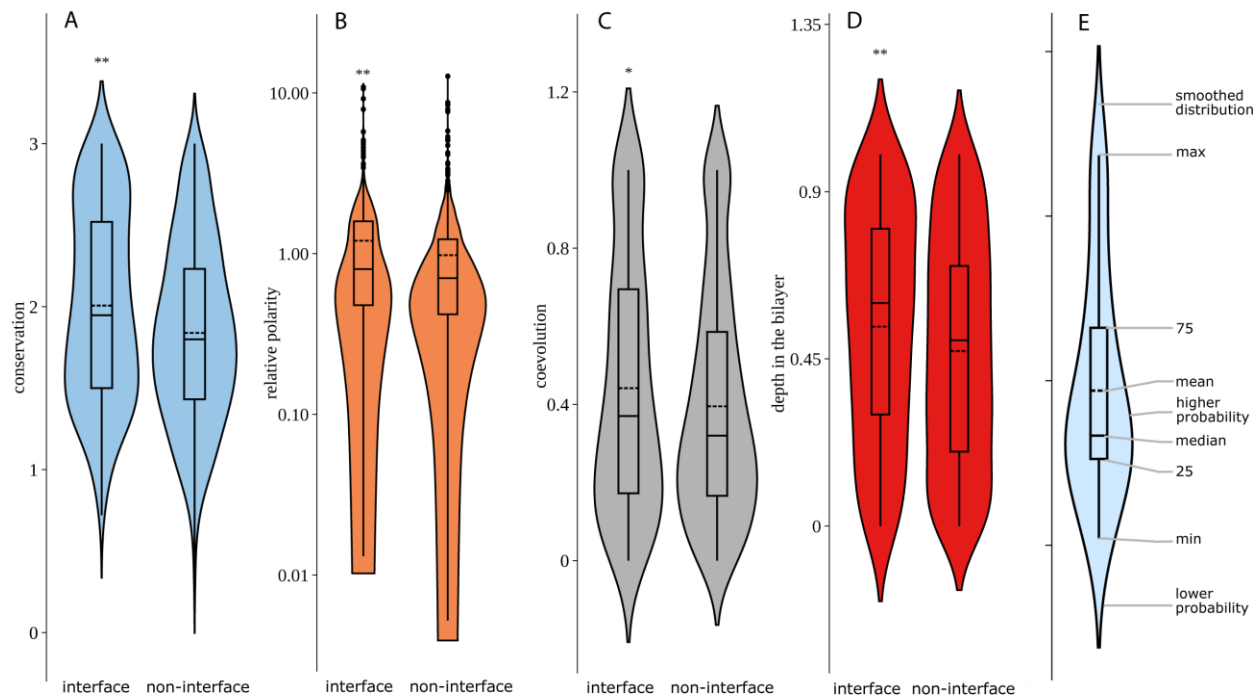 A
**
conservation
3
2
1
0
interface
non-interface
B
**
relative polarity
10.00
1.00
0.10
0.01
interface
non-interface
C
*
coevolution
1.2
0.8
0.4
0
interface
non-interface
D
**
depth in the bilayer
1.35
0.9
0.45
0
interface
non-interface
E
smoothed
distribution
max
75
mean
higher
probability
median
25
min
lower
probability